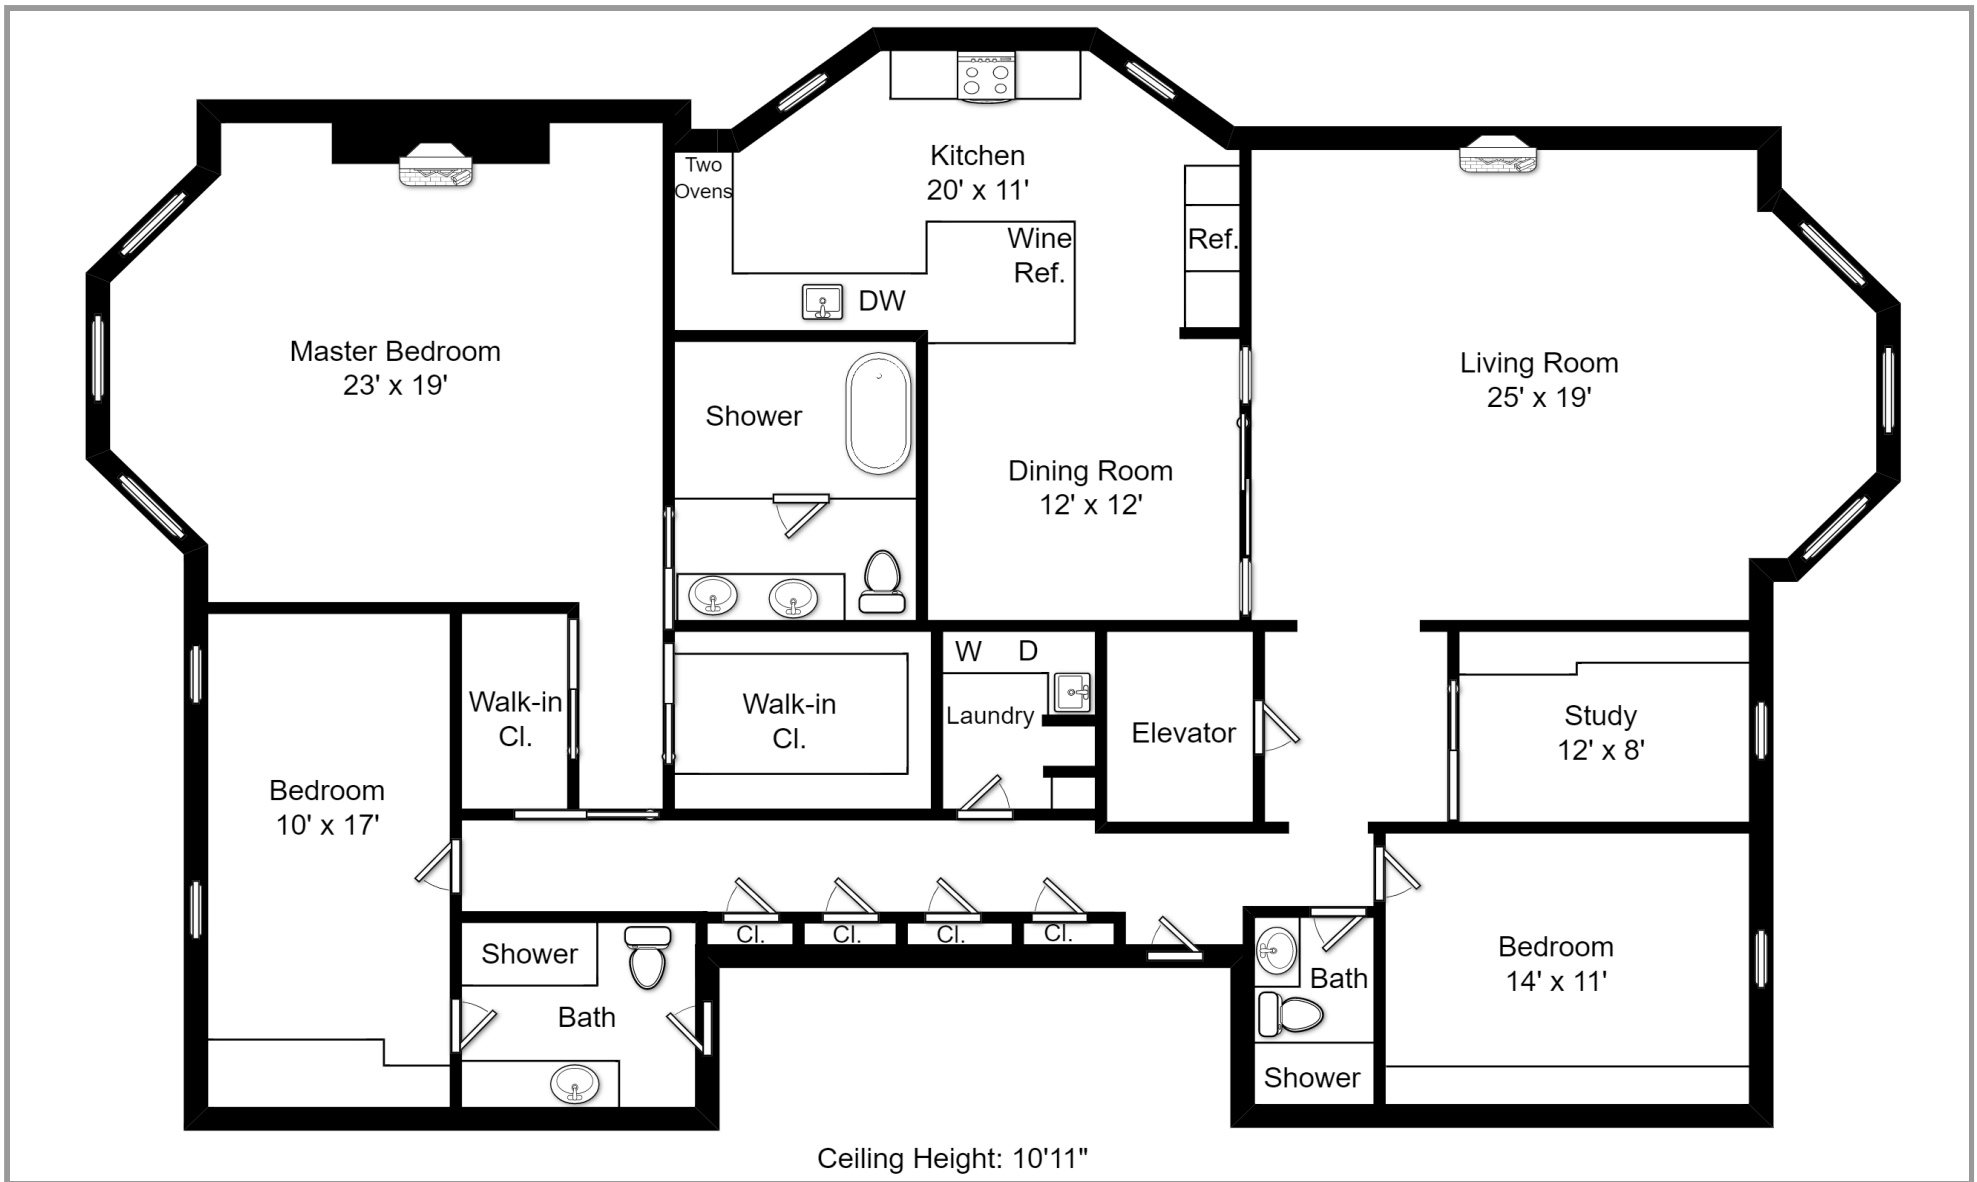 Two
Ovens
Kitchen
20' x 11'
Wine
Ref.
Ref.
DW
Master Bedroom
23' x 19'
Shower
Living Room
25' x 19'
Dining Room
12' x 12'
Walk-in
Cl.
Walk-in
Cl.
W D
Laundry
Elevator
Study
12' x 8'
Bedroom
10' x 17'
Cl.
Cl.
Cl.
Cl.
Shower
Bath
Bath
Shower
Bedroom
14' x 11'
Ceiling Height: 10'11"